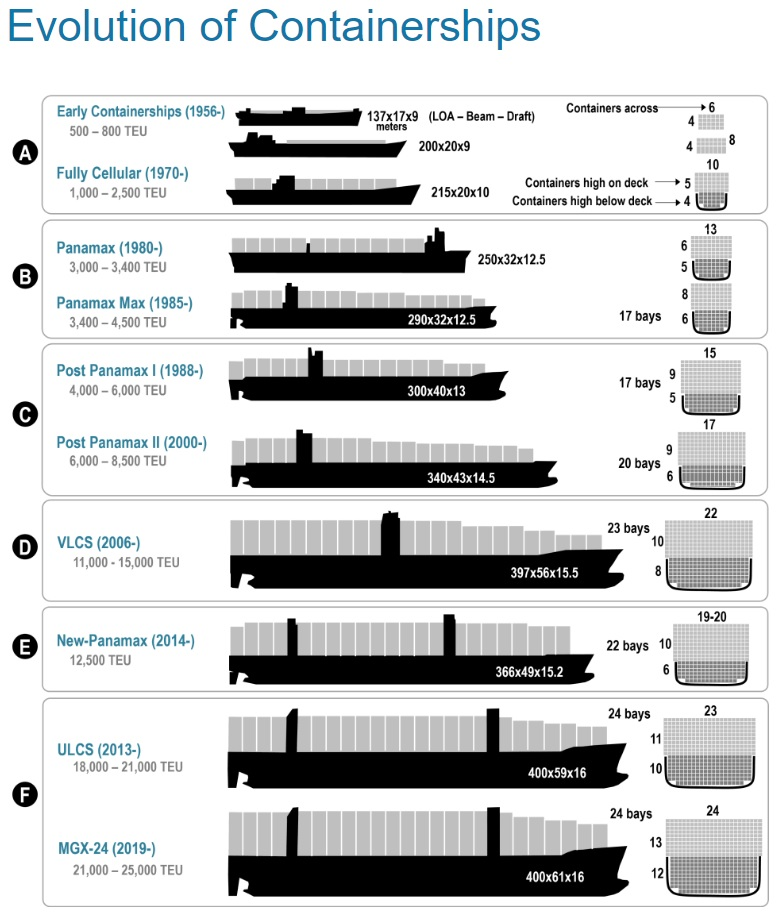 Evolution of Containerships
A
Early Containerships (1956-)
500 – 800 TEU
137x17x9 (LOA – Beam – Draft)
meters
Containers across
6
4
200x20x9
4
8
Fully Cellular (1970-)
1,000 – 2,500 TEU
215x20x10
10
Containers high on deck
5
Containers high below deck
4
B
Panamax (1980-)
3,000 – 3,400 TEU
250x32x12.5
13
6
5
Panamax Max (1985-)
3,400 – 4,500 TEU
290x32x12.5
17 bays
8
6
C
Post Panamax I (1988-)
4,000 – 6,000 TEU
300x40x13
17 bays
15
9
5
Post Panamax II (2000-)
6,000 – 8,500 TEU
340x43x14.5
20 bays
17
9
6
D
VLCS (2006-)
11,000 - 15,000 TEU
397x56x15.5
23 bays
22
10
8
E
New-Panamax (2014-)
12,500 TEU
366x49x15.2
22 bays
19-20
10
6
F
ULCS (2013-)
18,000 – 21,000 TEU
400x59x16
24 bays
23
11
10
MGX-24 (2019-)
21,000 – 25,000 TEU
400x61x16
24 bays
24
13
12